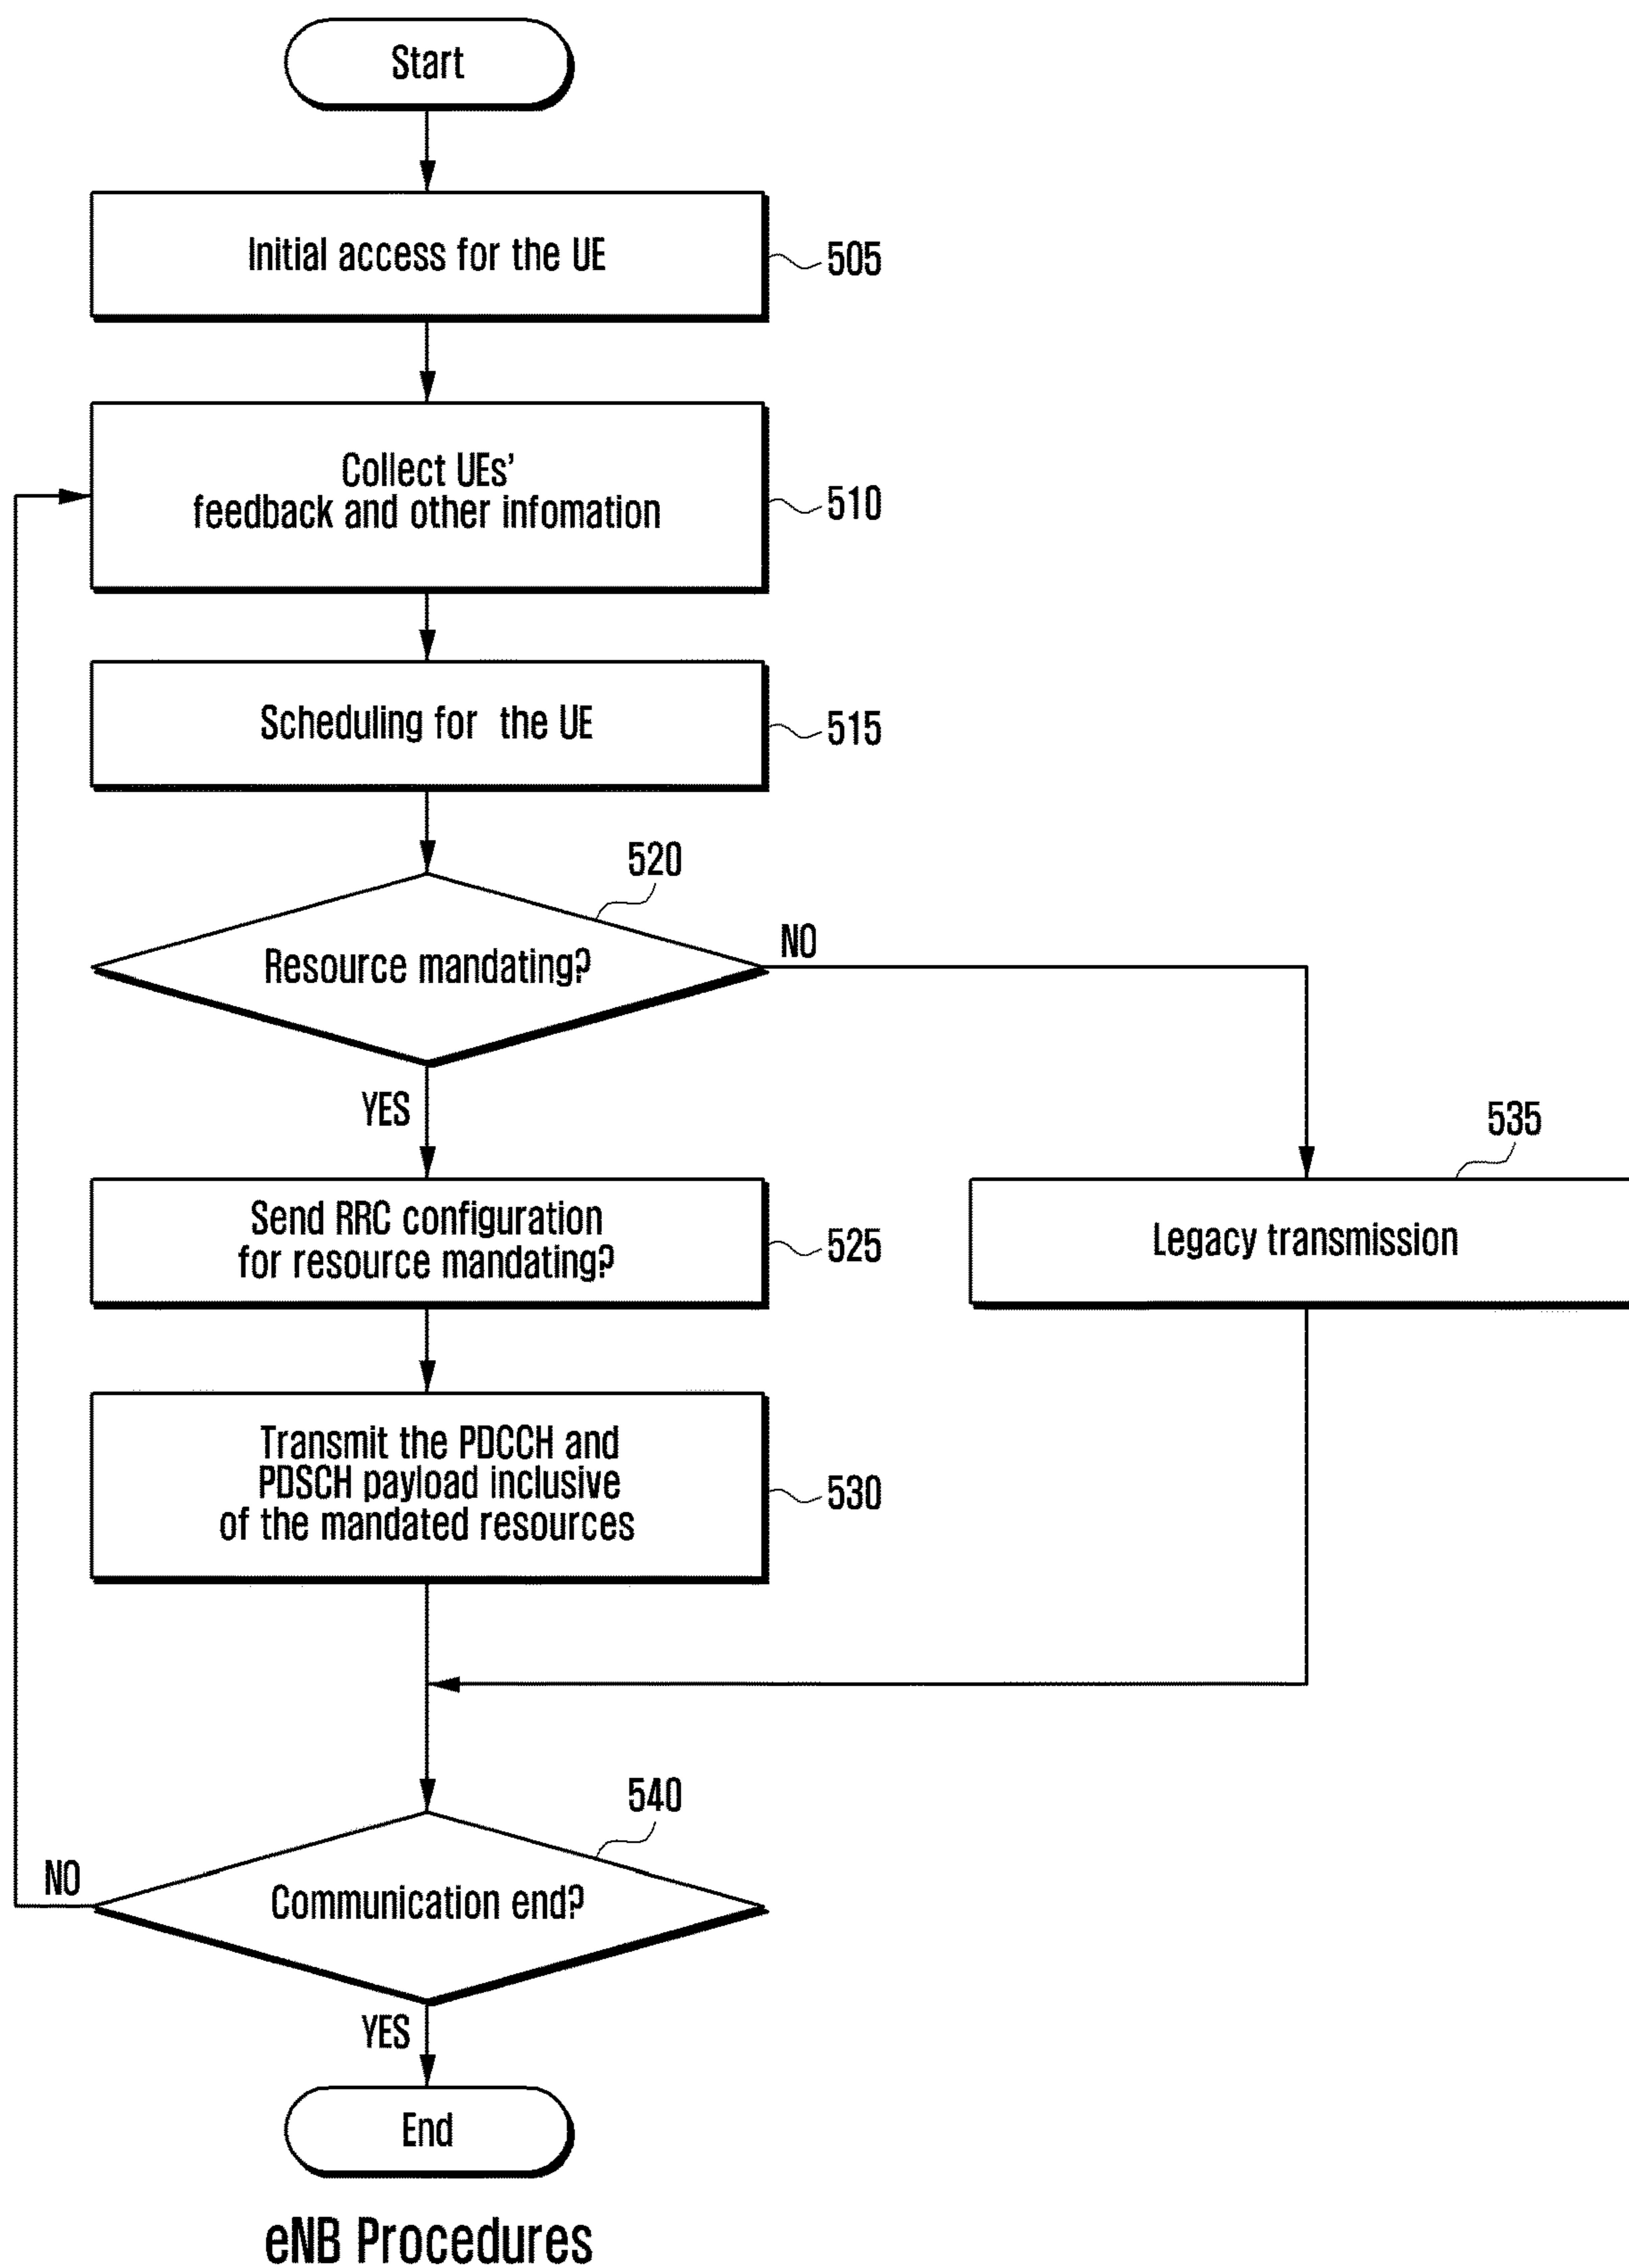 Start
Initial access for the UE
505
Collect UEs'
feedback and other infomation
510
Scheduling for the UE
515
520
Resource mandating?
NO
YES
Send RRC configuration
for resource mandating?
525
535
Legacy transmission
Transmit the PDCCH and
PDSCH payload inclusive
of the mandated resources
530
540
Communication end?
NO
YES
End
eNB Procedures